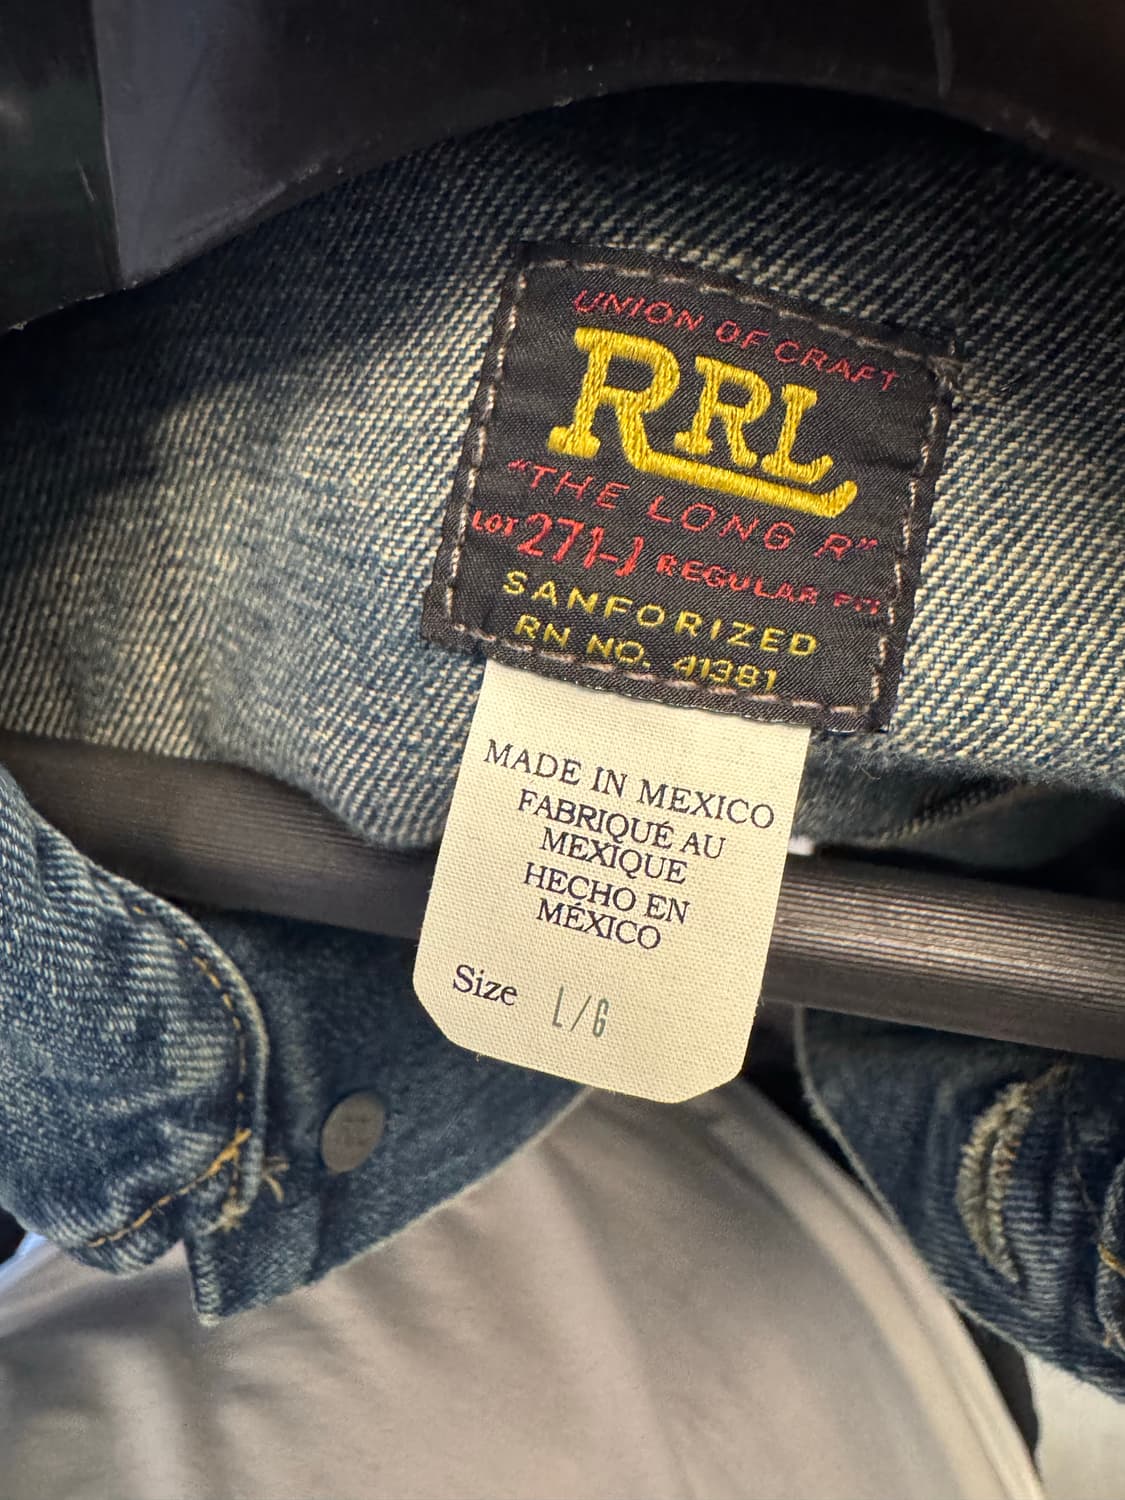 UNION OF CRAFT
RRL
"THE LONG R"
LOT 271-J REGULAR FIT
SANFORIZED
RN NO. 41381
MADE IN MEXICO
FABRIQUÉ AU
MEXIQUE
HECHO EN
MÉXICO
Size L/G